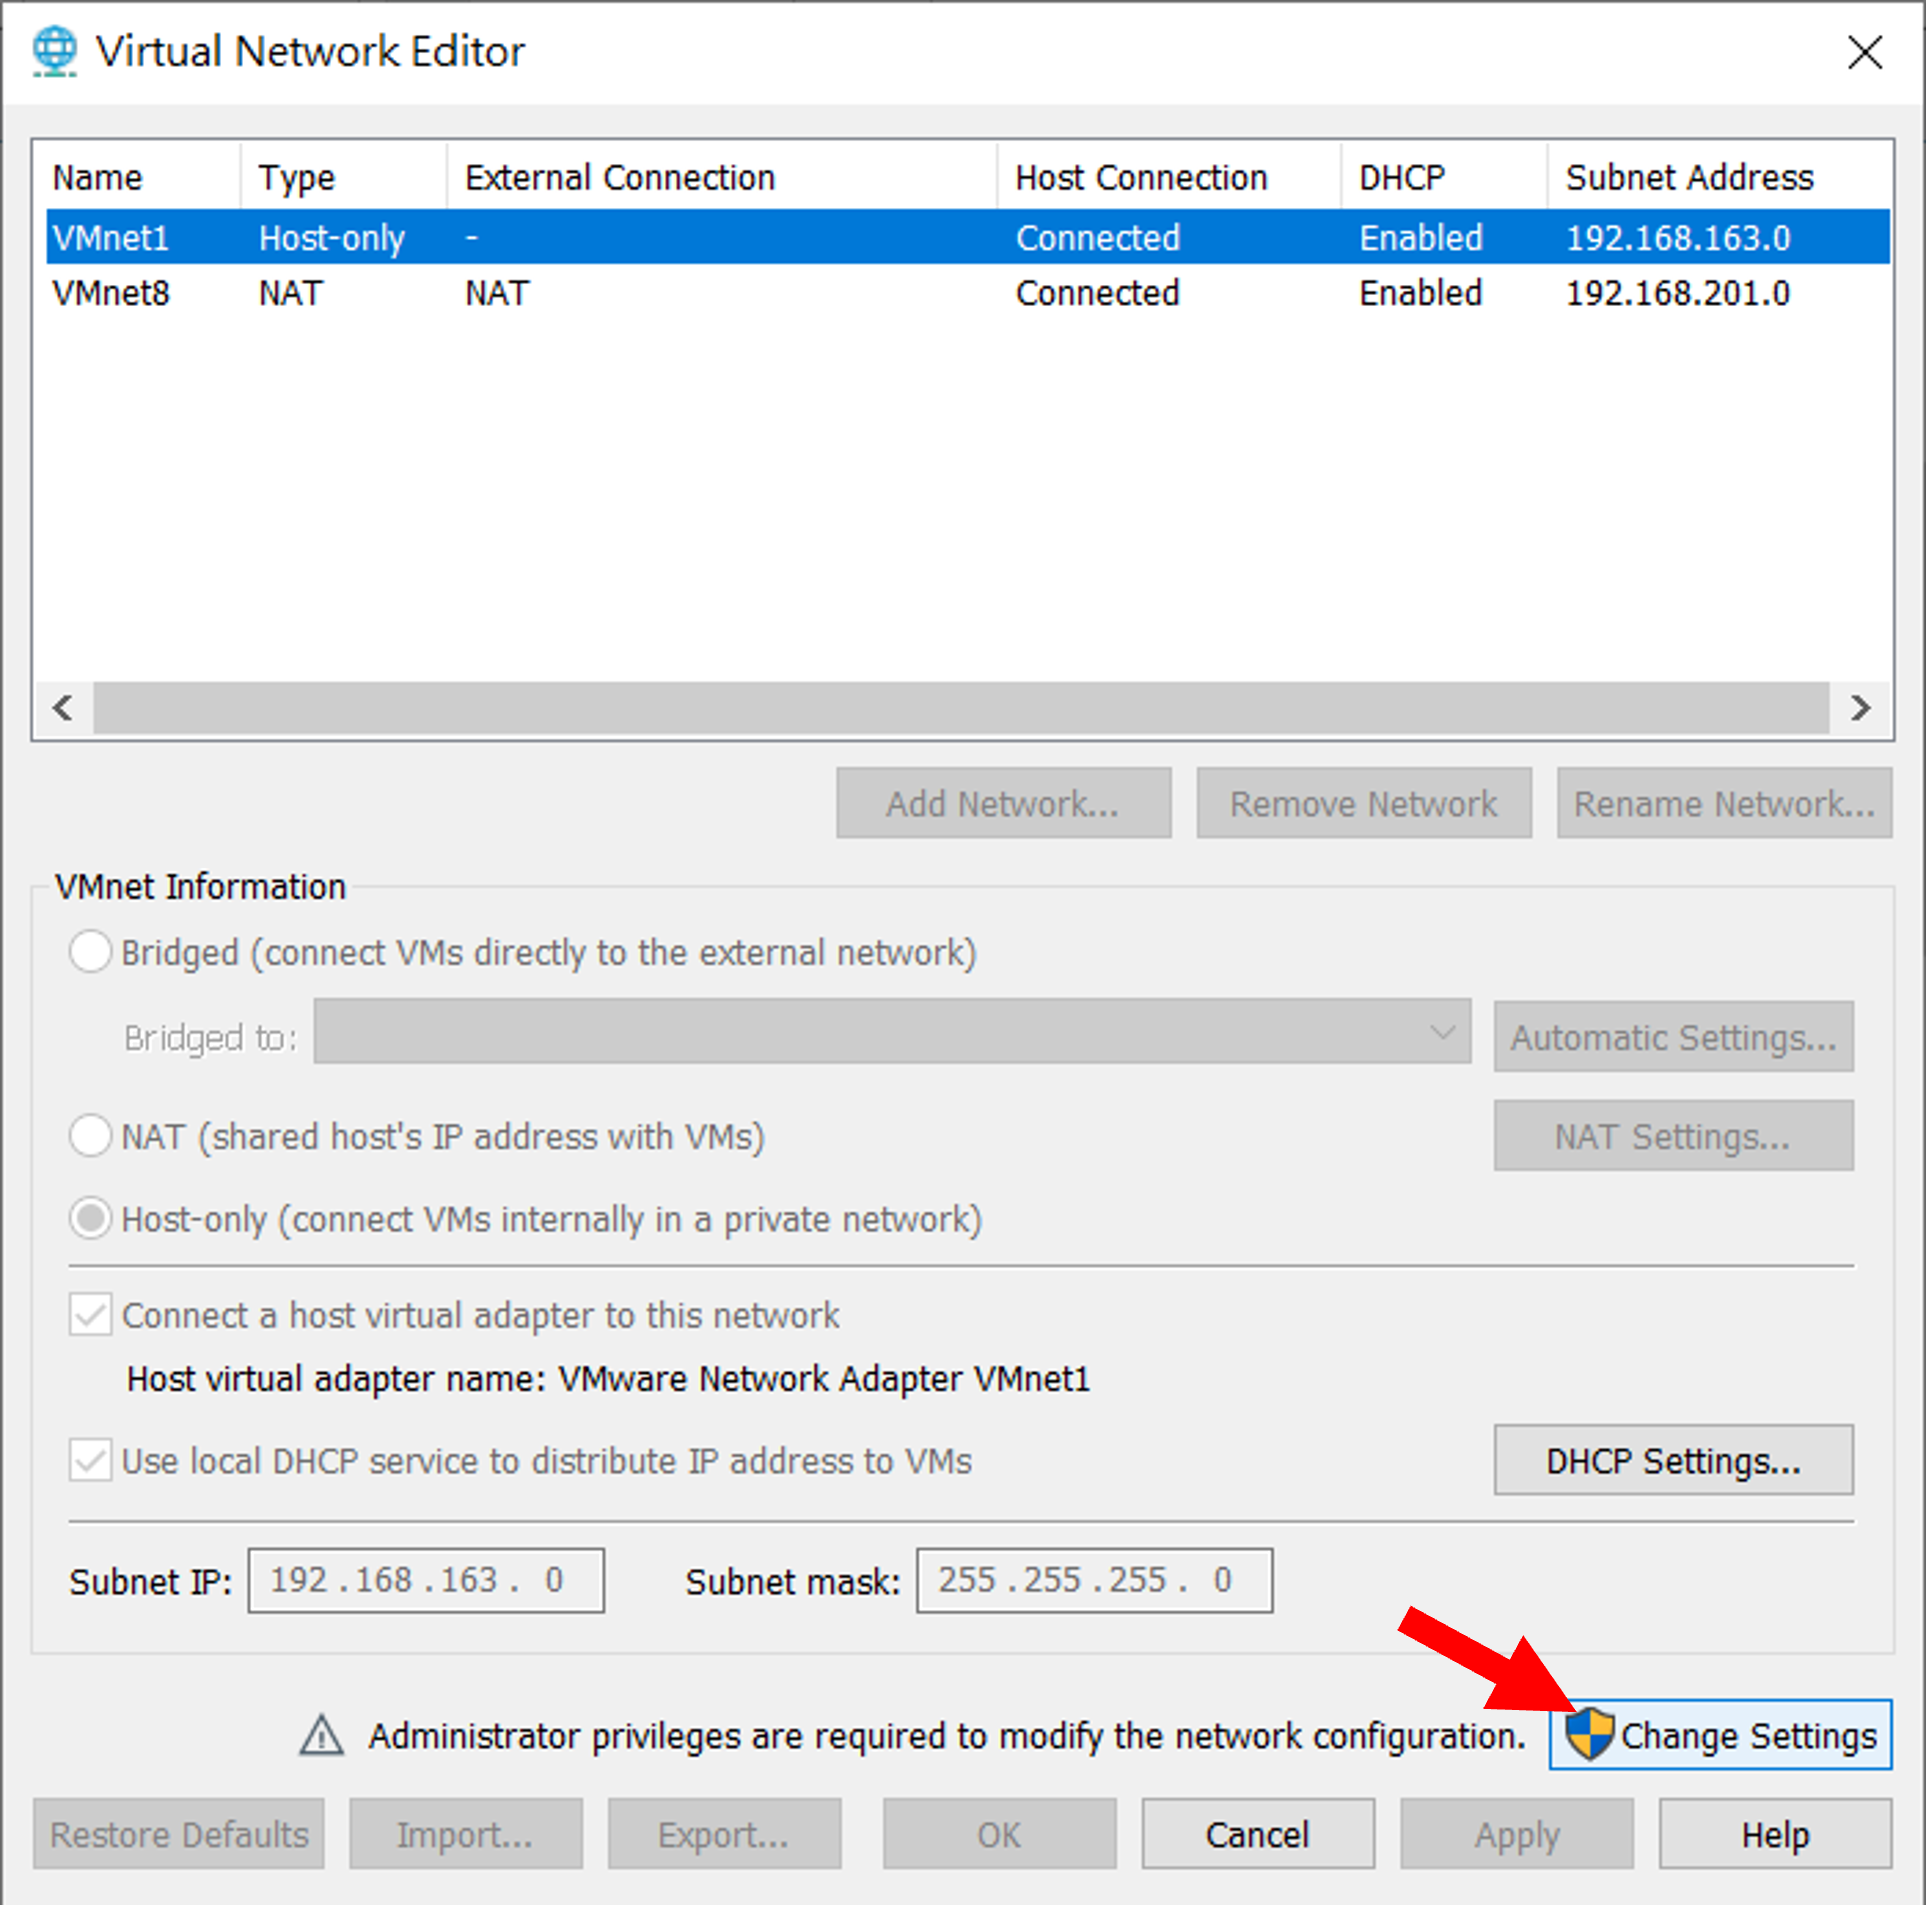 Virtual Network Editor
Name Type External Connection Host Connection DHCP Subnet Address
VMnet1 Host-only - Connected Enabled 192.168.163.0
VMnet8 NAT NAT Connected Enabled 192.168.201.0
Add Network... Remove Network Rename Network...
VMnet Information
Bridged (connect VMs directly to the external network)
Bridged to: Automatic Settings...
NAT (shared host's IP address with VMs) NAT Settings...
Host-only (connect VMs internally in a private network)
Connect a host virtual adapter to this network
Host virtual adapter name: VMware Network Adapter VMnet1
Use local DHCP service to distribute IP address to VMs DHCP Settings...
Subnet IP: 192 . 168 . 163 . 0 Subnet mask: 255 . 255 . 255 . 0
Administrator privileges are required to modify the network configuration. Change Settings
Restore Defaults Import... Export... OK Cancel Apply Help